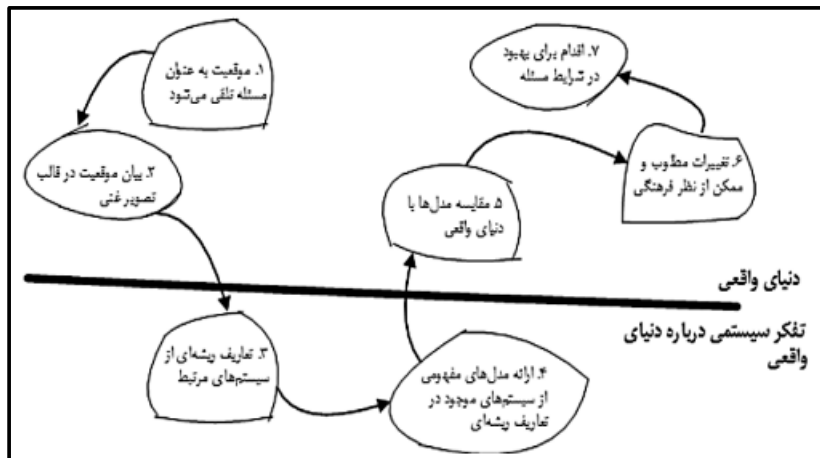 ۱. موقعیت به عنوان
مسئله تلقی می‌شود
۲. بیان موقعیت در قالب
تصویر غنی
۳. تعاریف ریشه‌ای از
سیستم‌های مرتبط
۴. ارائه مدل‌های مفهومی
از سیستم‌های موجود در
تعاریف ریشه‌ای
۵. مقایسه مدل‌ها با
دنیای واقعی
۶. تغییرات مطلوب و
ممکن از نظر فرهنگی
۷. اقدام برای بهبود
در شرایط مسئله
دنیای واقعی
تفکر سیستمی درباره دنیای
واقعی